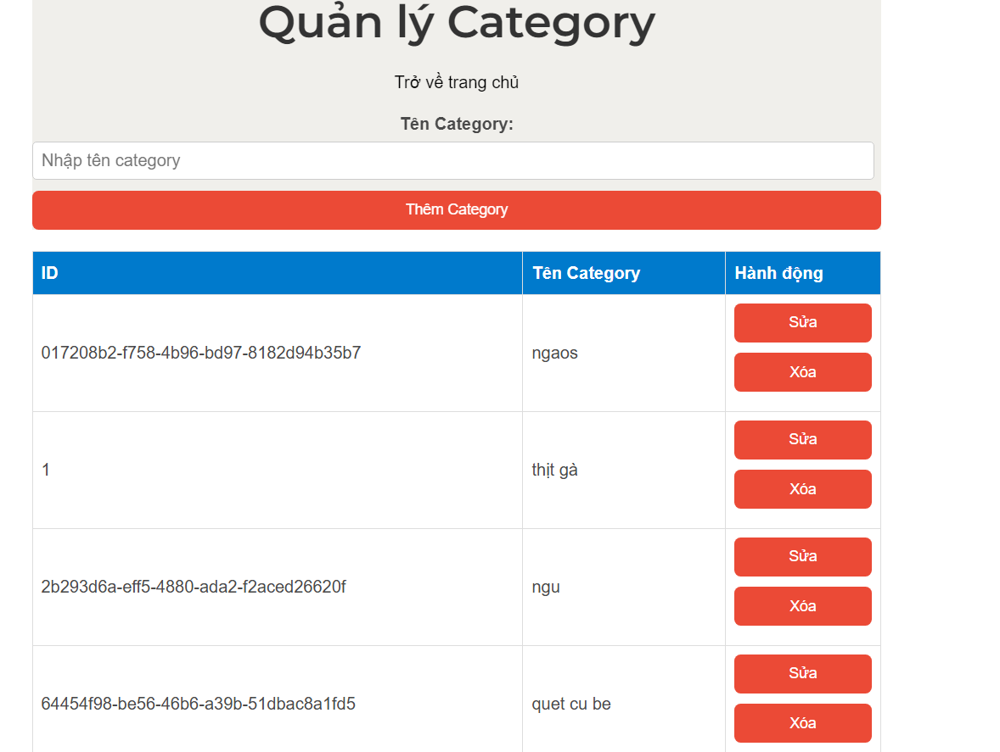 Quản lý Category
Trở về trang chủ
Tên Category:
Nhập tên category
Thêm Category
ID Tên Category Hành động
017208b2-f758-4b96-bd97-8182d94b35b7 ngaos Sửa
Xóa
1 thịt gà Sửa
Xóa
2b293d6a-eff5-4880-ada2-f2aced26620f ngu Sửa
Xóa
64454f98-be56-46b6-a39b-51dbac8a1fd5 quet cu be Sửa
Xóa